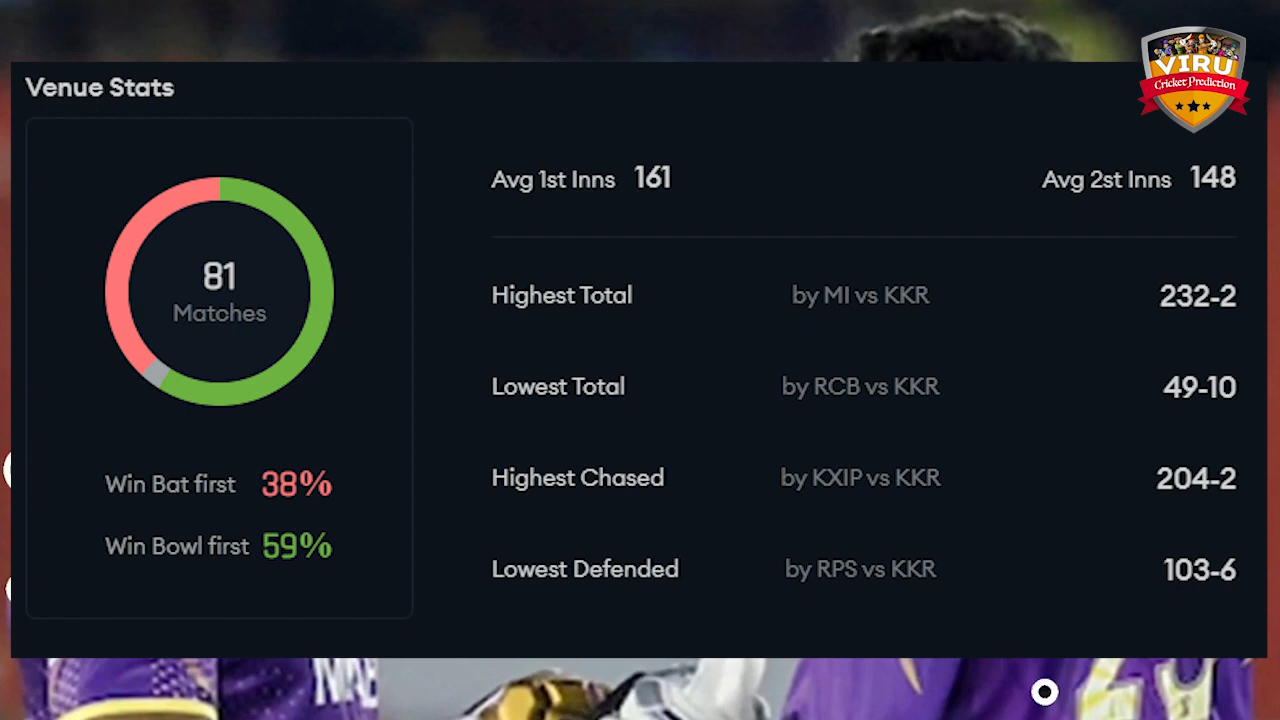 VIRU
Cricket Prediction
Venue Stats
81
Matches
Win Bat first 38%
Win Bowl first 59%
Avg 1st Inns 161
Avg 2st Inns 148
Highest Total by MI vs KKR 232-2
Lowest Total by RCB vs KKR 49-10
Highest Chased by KXIP vs KKR 204-2
Lowest Defended by RPS vs KKR 103-6